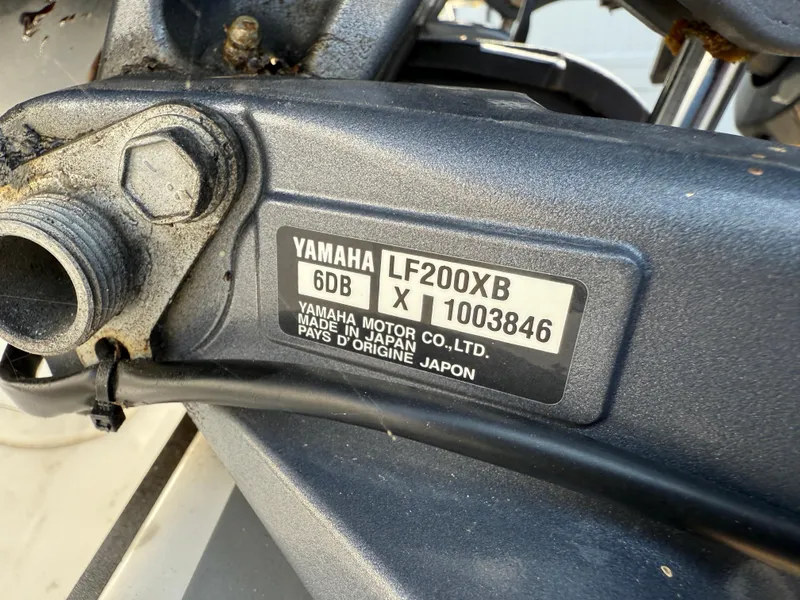 YAMAHA LF200XB
6DB X 1003846
YAMAHA MOTOR CO.,LTD.
MADE IN JAPAN
PAYS D'ORIGINE JAPON